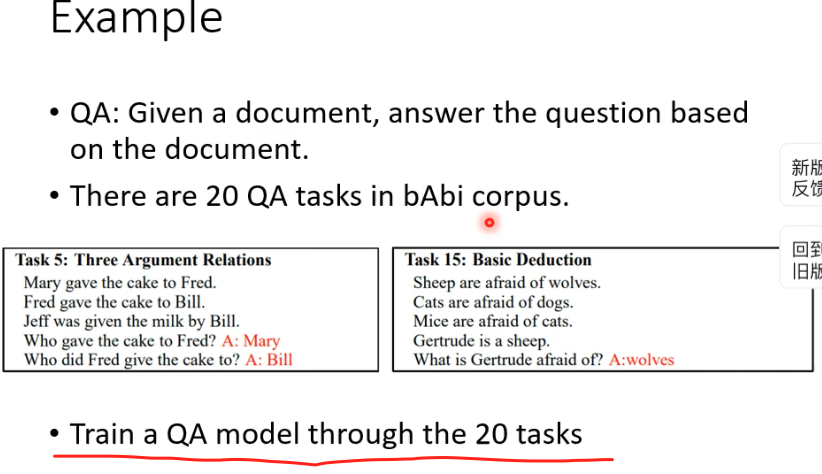 Example
• QA: Given a document, answer the question based
on the document.
• There are 20 QA tasks in bAbi corpus.
新版
反馈
回到
旧版
Task 5: Three Argument Relations
Mary gave the cake to Fred.
Fred gave the cake to Bill.
Jeff was given the milk by Bill.
Who gave the cake to Fred? A: Mary
Who did Fred give the cake to? A: Bill
Task 15: Basic Deduction
Sheep are afraid of wolves.
Cats are afraid of dogs.
Mice are afraid of cats.
Gertrude is a sheep.
What is Gertrude afraid of? A:wolves
• Train a QA model through the 20 tasks